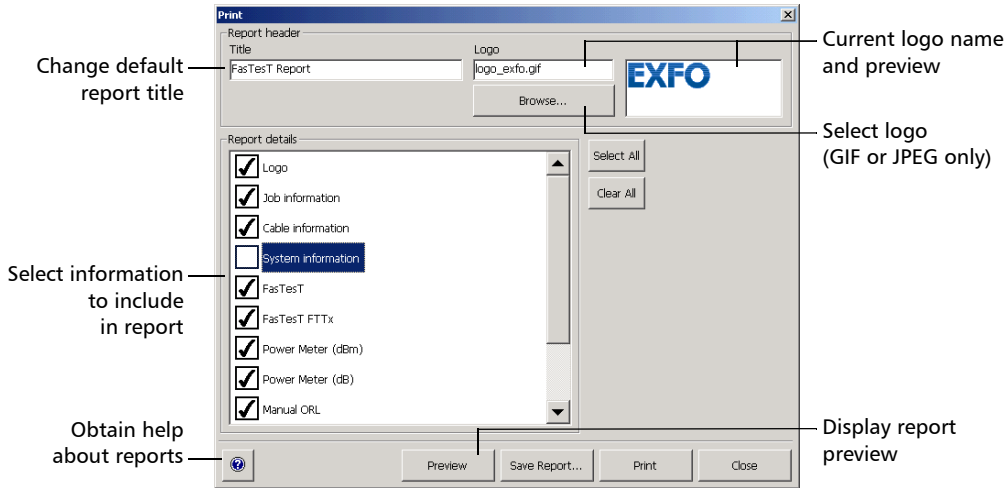 Print
Report header
Title
Logo
FasTesT Report
logo_exfo.gif
EXFO
Browse...
Report details
Logo
Job information
Cable information
System information
FasTesT
FasTesT FTTx
Power Meter (dBm)
Power Meter (dB)
Manual ORL
Select All
Clear All
Preview
Save Report...
Print
Close
Change default
report title
Select information
to include
in report
Obtain help
about reports
Current logo name
and preview
Select logo
(GIF or JPEG only)
Display report
preview